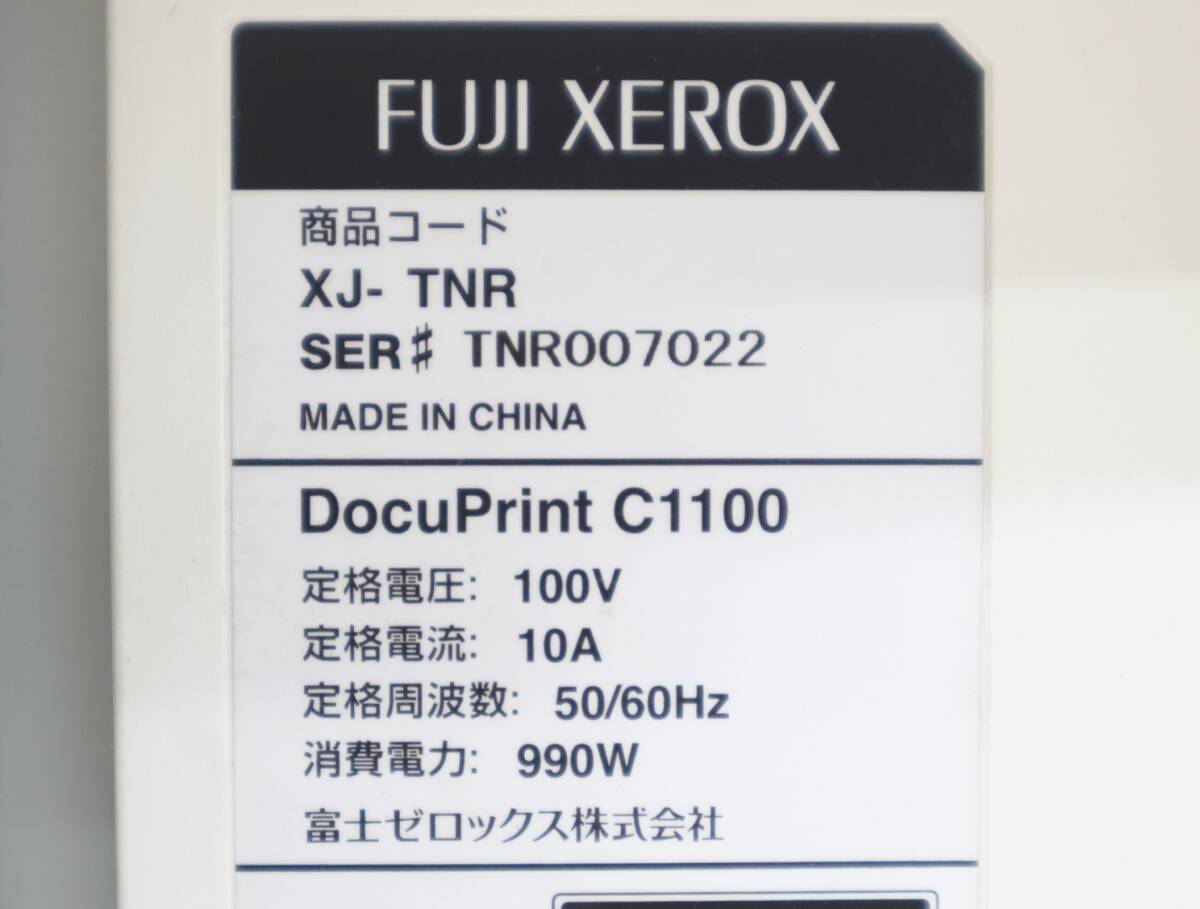 FUJI XEROX
商品コード
XJ- TNR
SER♯ TNR007022
MADE IN CHINA
DocuPrint C1100
定格電圧: 100V
定格電流: 10A
定格周波数: 50/60Hz
消費電力: 990W
富士ゼロックス株式会社